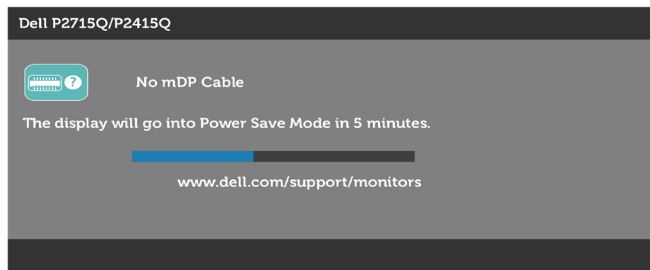 Dell P2715Q/P2415Q
?
No mDP Cable
The display will go into Power Save Mode in 5 minutes.
www.dell.com/support/monitors